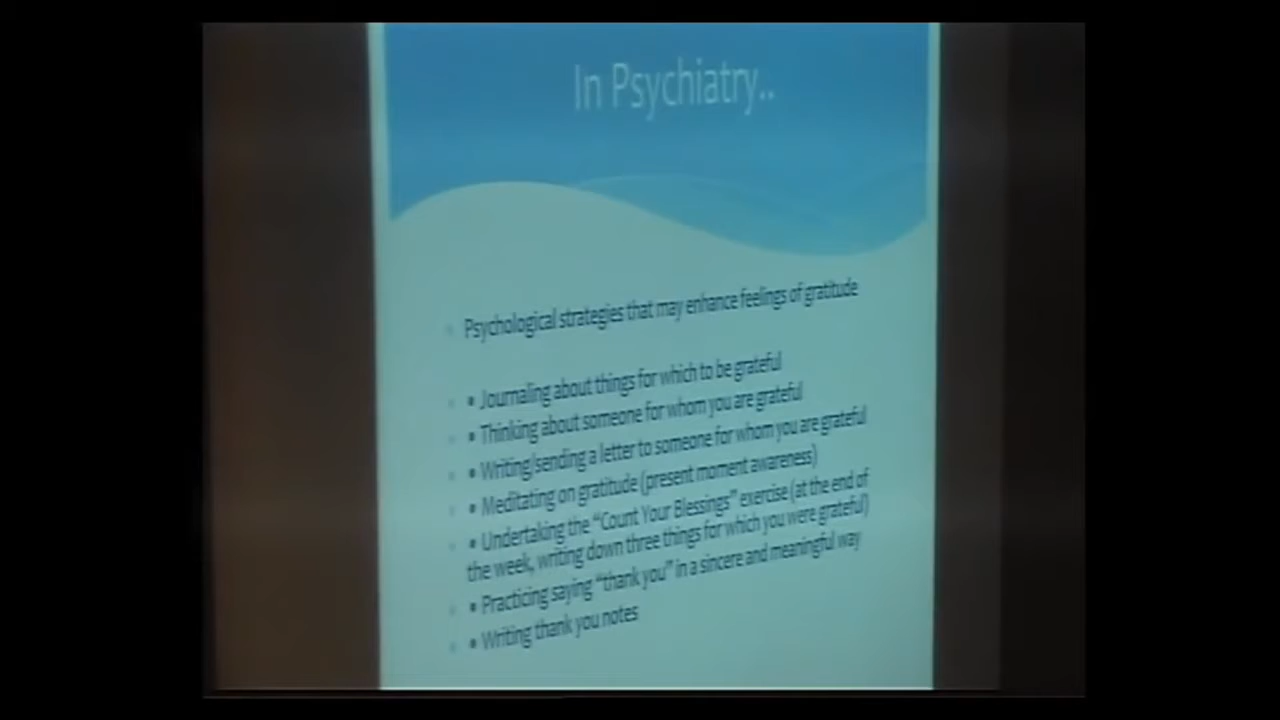 In Psychiatry..
Psychological strategies that may enhance feelings of gratitude
• Journaling about things for which to be grateful
• Thinking about someone for whom you are grateful
• Writing/sending a letter to someone for whom you are grateful
• Meditating on gratitude (present moment awareness)
• Undertaking the “Count Your Blessings” exercise (at the end of
the week, writing down three things for which you were grateful)
• Practicing saying “thank you” in a sincere and meaningful way
• Writing thank you notes